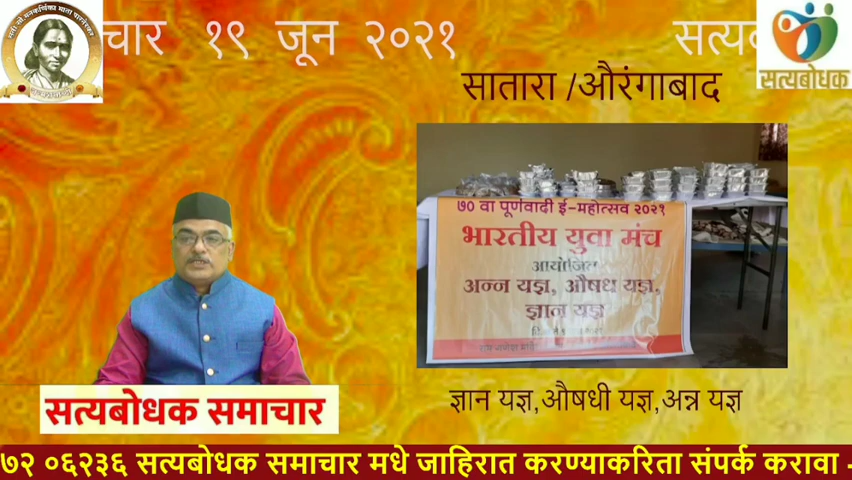 चार १९ जून २०२१
सत्यबोधक
सातारा /औरंगाबाद
७० वा पूर्णवादी ई-महोत्सव २०२१
भारतीय युवा मंच
आयोजित
अन्न यज्ञ, औषध यज्ञ,
ज्ञान यज्ञ
ज्ञान यज्ञ,औषधी यज्ञ,अन्न यज्ञ
सत्यबोधक समाचार
७२ ०६२३६ सत्यबोधक समाचार मधे जाहिरात करण्याकरिता संपर्क करावा -